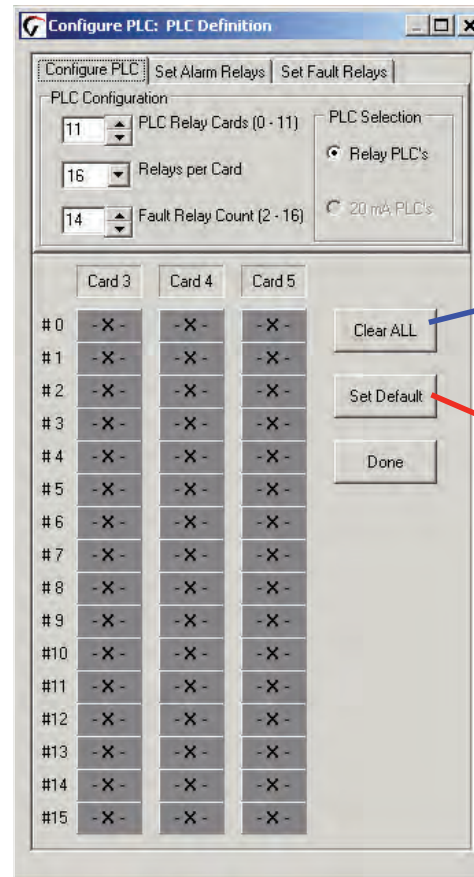 Configure PLC: PLC Definition
Configure PLC Set Alarm Relays Set Fault Relays
PLC Configuration
11 PLC Relay Cards (0 - 11)
16 Relays per Card
14 Fault Relay Count (2 - 16)
PLC Selection
Relay PLC's
20 mA PLC's
Card 3 Card 4 Card 5
#0 -X- -X- -X-
#1 -X- -X- -X-
#2 -X- -X- -X-
#3 -X- -X- -X-
#4 -X- -X- -X-
#5 -X- -X- -X-
#6 -X- -X- -X-
#7 -X- -X- -X-
#8 -X- -X- -X-
#9 -X- -X- -X-
#10 -X- -X- -X-
#11 -X- -X- -X-
#12 -X- -X- -X-
#13 -X- -X- -X-
#14 -X- -X- -X-
#15 -X- -X- -X-
Clear ALL
Set Default
Done